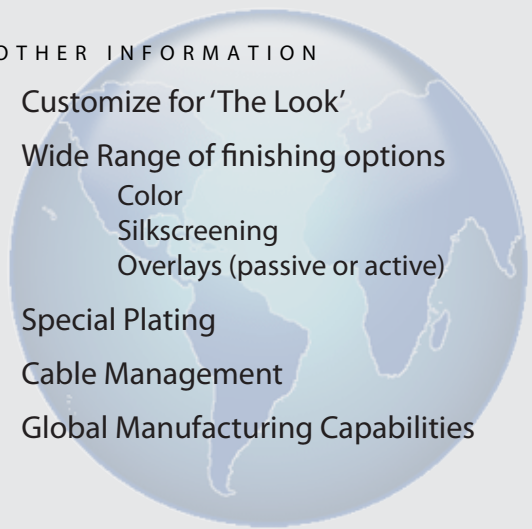 OTHER INFORMATION
Customize for ‘The Look’
Wide Range of finishing options
Color
Silkscreening
Overlays (passive or active)
Special Plating
Cable Management
Global Manufacturing Capabilities